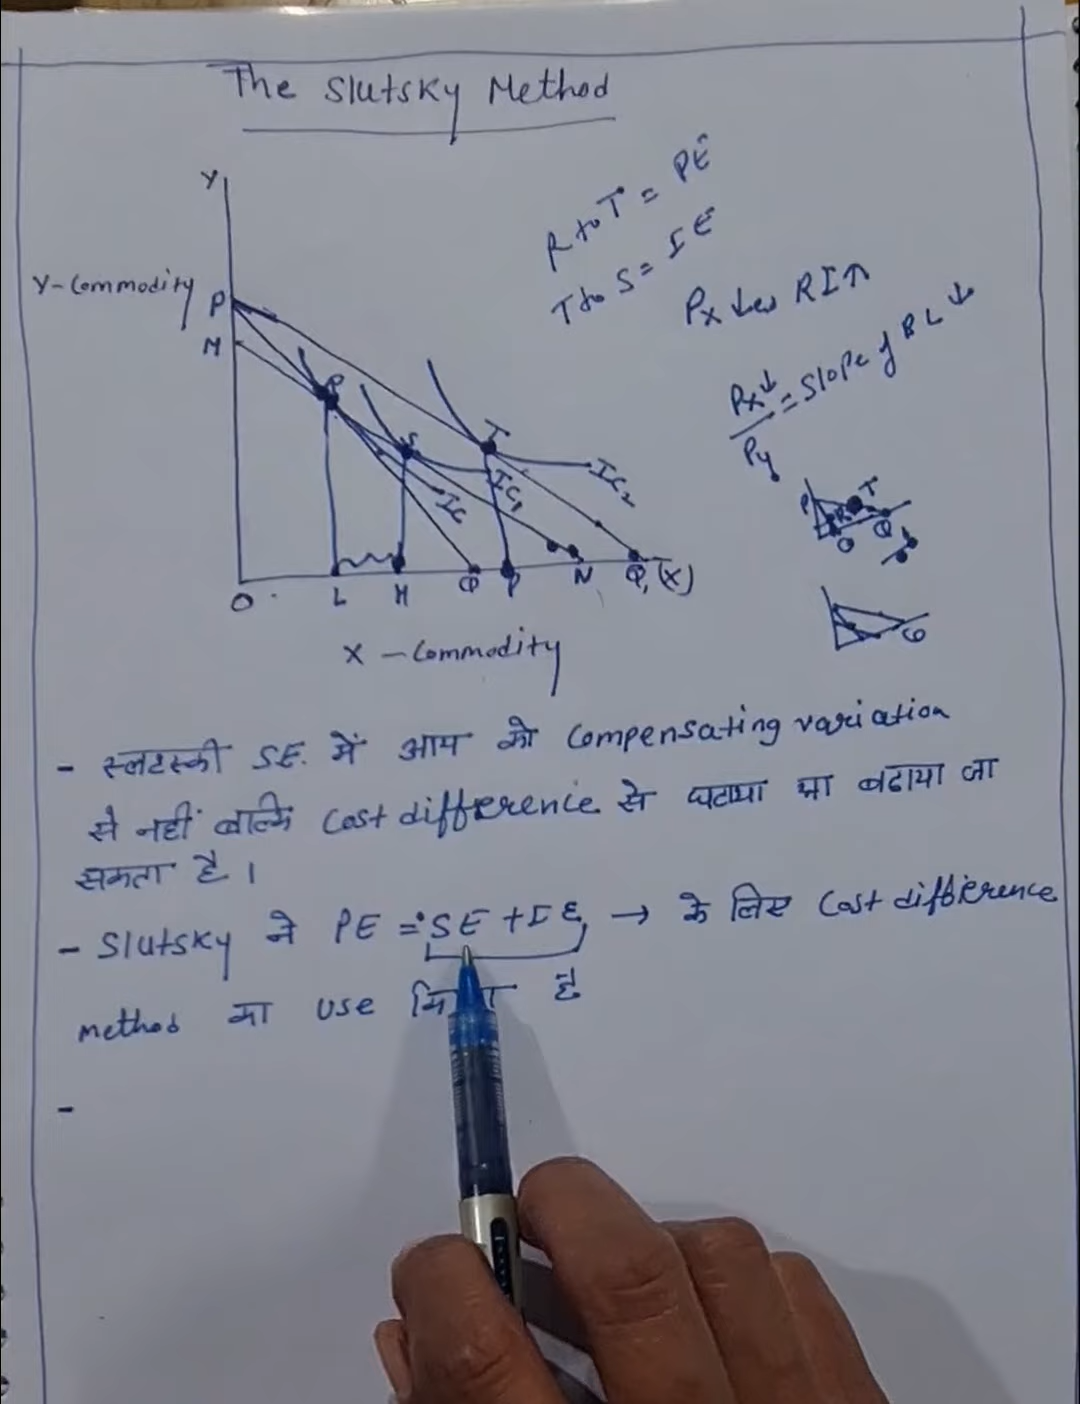 The Slutsky Method
R to T = PE
T to S = IE
Px ↓es RI↑
Px↓ = Slope of BL↓
Py
Y
Y-Commodity
P
M
R
S
T
IC
IC1
IC2
O
L
H
Q
P
N
Q1
(X)
X - Commodity
P
R
T
Q
Q
- स्लटस्की S.E. में आय को Compensating variation
से नहीं बल्कि Cost difference से घटाया या बढाया जा
सकता है ।
- Slutsky ने PE = SE + IE → के लिए Cost difference
method का use है
-